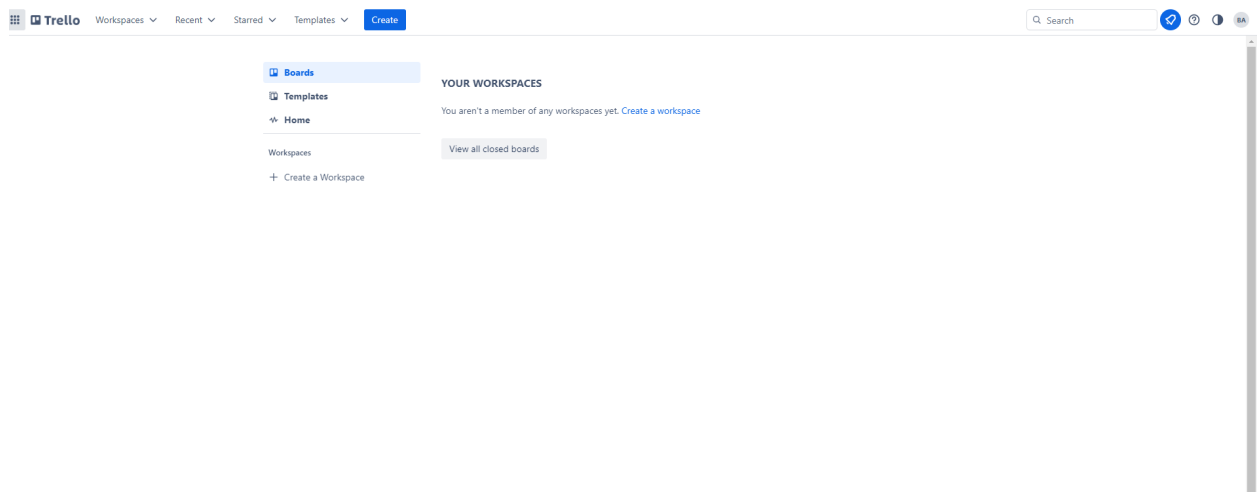 Trello Workspaces Recent Starred Templates Create Search BA
Boards
Templates
Home
Workspaces
Create a Workspace
YOUR WORKSPACES
You aren't a member of any workspaces yet. Create a workspace
View all closed boards